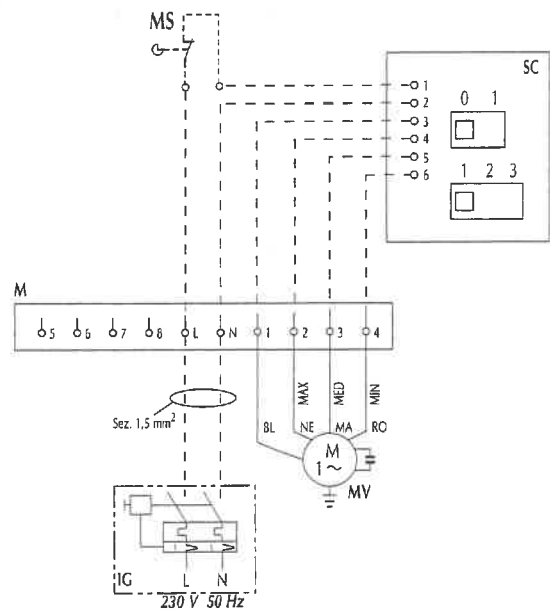 MS
SC
1
2
3
4
5
6
0 1
1 2 3
M
5 6 7 8 L N 1 2 3 4
MAX MED MIN
Sez. 1,5 mm²
BL NE MA RO
M
1~
MV
IG L N
230 V 50 Hz